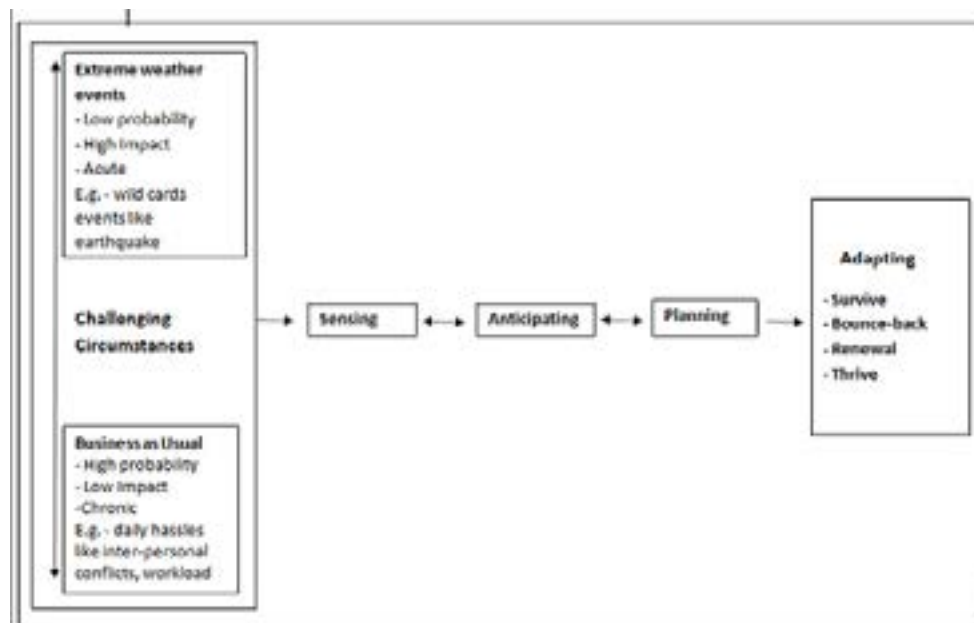 Extreme weather
events
- Low probability
- High Impact
- Acute
E.g. - wild cards
events like
earthquake
Challenging
Circumstances
Business as Usual
- High probability
- Low Impact
-Chronic
E.g. - daily hassles
like inter-personal
conflicts, workload
Sensing
Anticipating
Planning
Adapting
- Survive
- Bounce-back
- Renewal
- Thrive